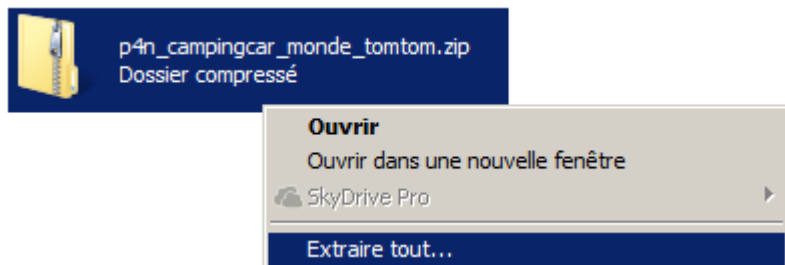 p4n_campingcar_monde_tomtom.zip
Dossier compressé
Ouvrir
Ouvrir dans une nouvelle fenêtre
SkyDrive Pro
Extraire tout...